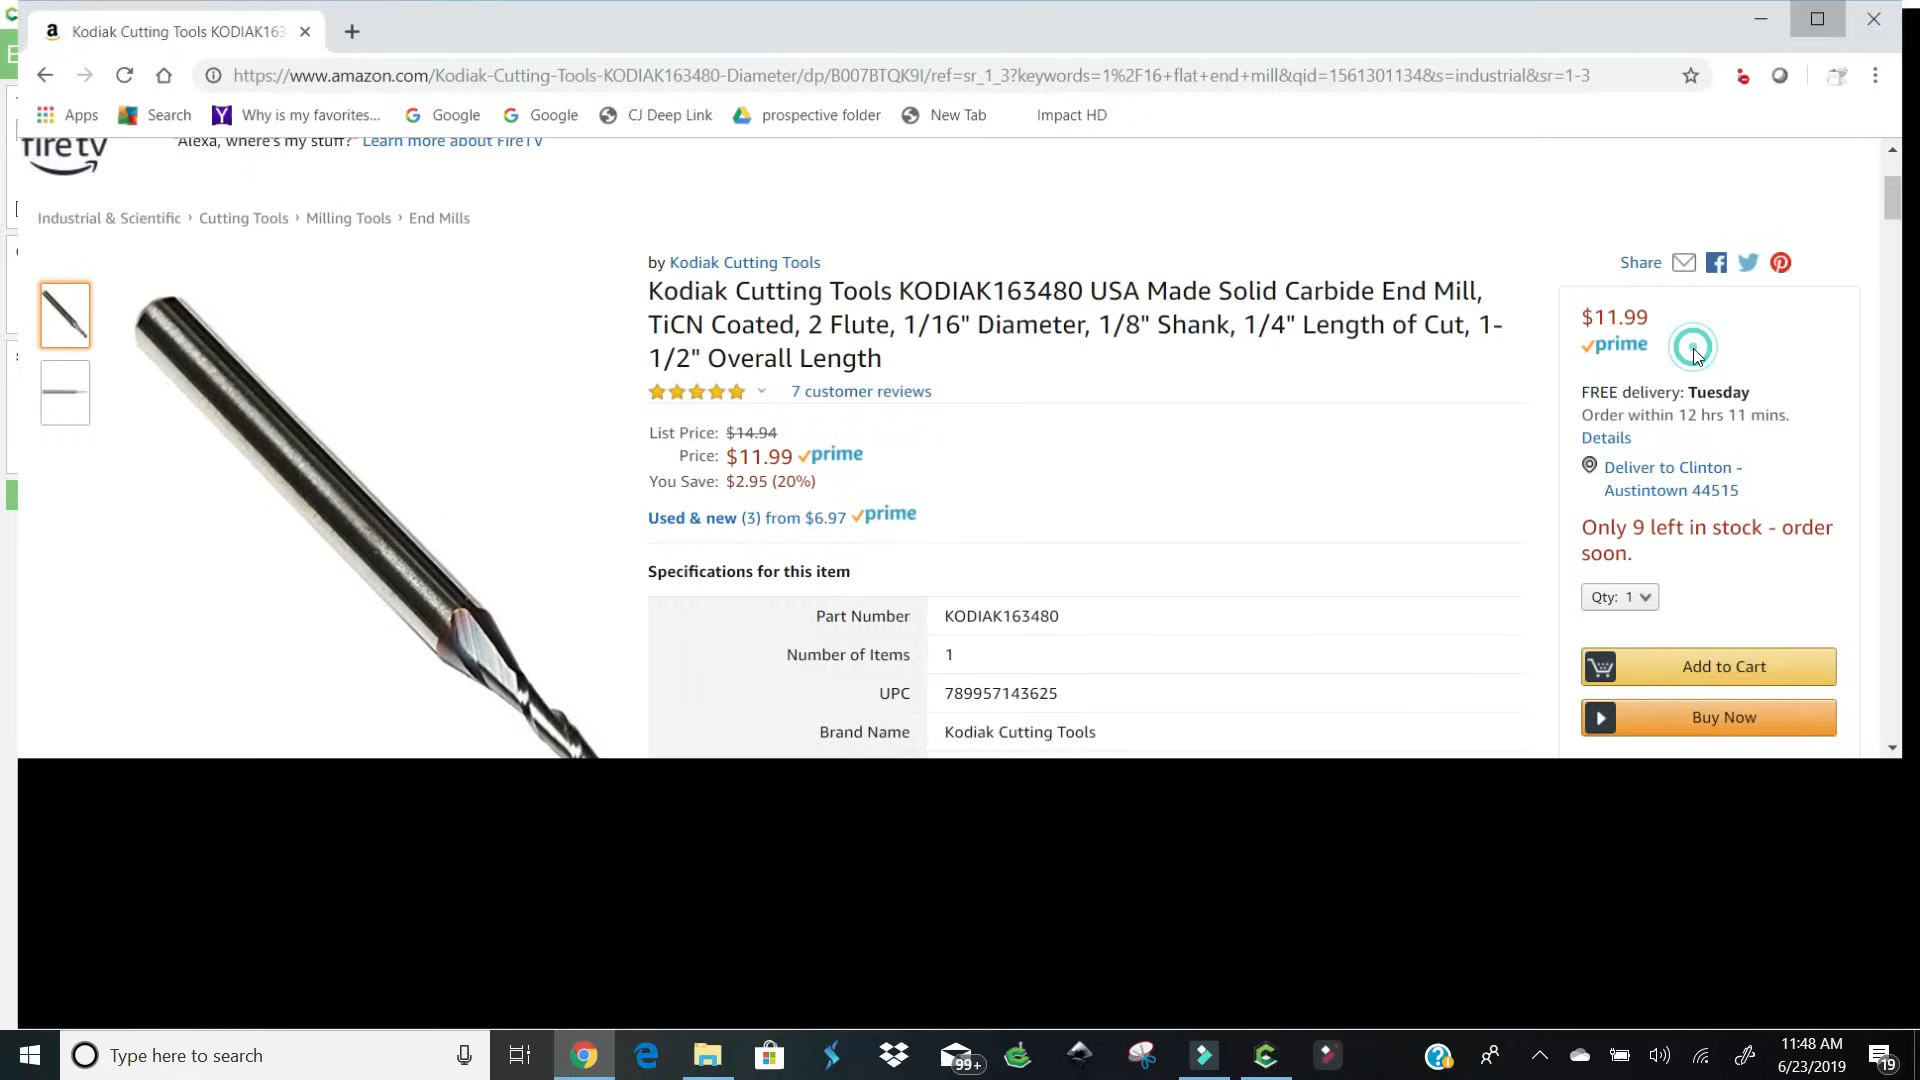 Kodiak Cutting Tools KODIAK163
https://www.amazon.com/Kodiak-Cutting-Tools-KODIAK163480-Diameter/dp/B007BTQK9I/ref=sr_1_3?keywords=1%2F16+flat+end+mill&qid=1561301134&s=industrial&sr=1-3
Apps Search Why is my favorites... Google Google CJ Deep Link prospective folder New Tab Impact HD
fire tv "Alexa, where's my stuff?" Learn more about FireTV
Industrial & Scientific › Cutting Tools › Milling Tools › End Mills
by Kodiak Cutting Tools
Kodiak Cutting Tools KODIAK163480 USA Made Solid Carbide End Mill,
TiCN Coated, 2 Flute, 1/16" Diameter, 1/8" Shank, 1/4" Length of Cut, 1-
1/2" Overall Length
7 customer reviews
List Price: $14.94
Price: $11.99 prime
You Save: $2.95 (20%)
Used & new (3) from $6.97 prime
Specifications for this item
Part Number KODIAK163480
Number of Items 1
UPC 789957143625
Brand Name Kodiak Cutting Tools
Share
$11.99
prime
FREE delivery: Tuesday
Order within 12 hrs 11 mins.
Details
Deliver to Clinton -
Austintown 44515
Only 9 left in stock - order
soon.
Qty: 1
Add to Cart
Buy Now
Type here to search
99+
11:48 AM
6/23/2019
19